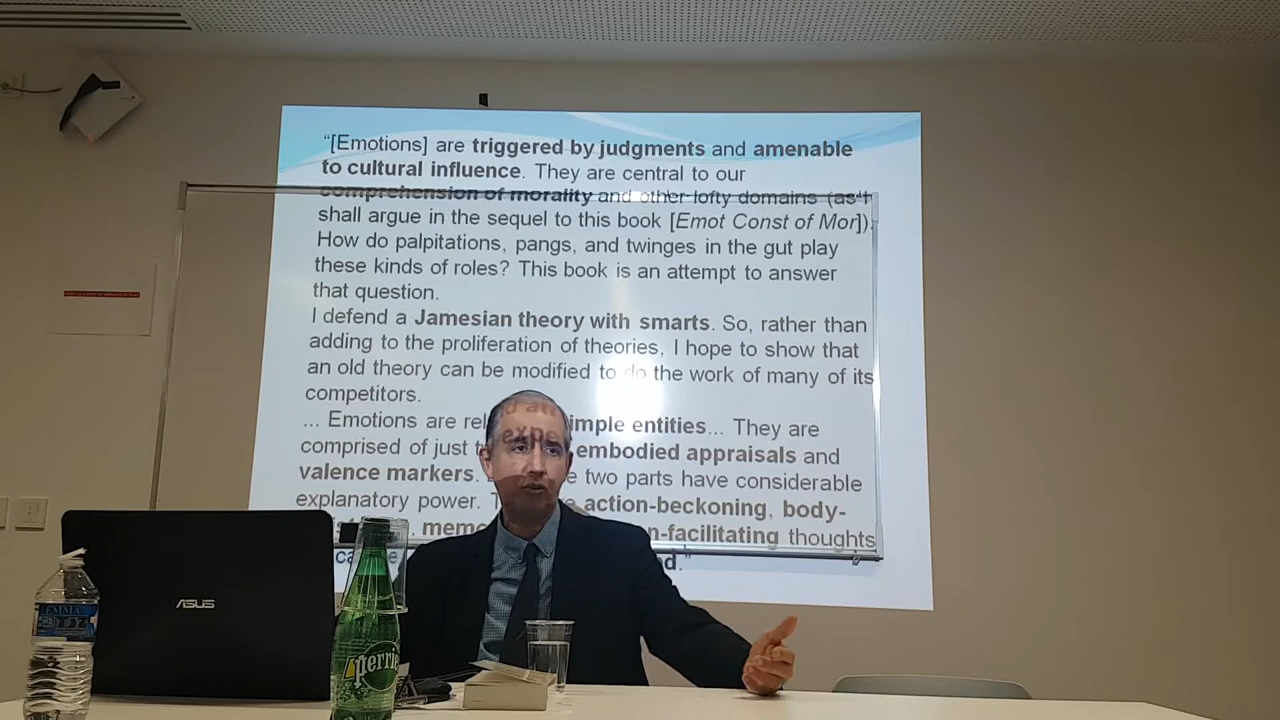 “[Emotions] are triggered by judgments and amenable
to cultural influence. They are central to our
comprehension of morality and other lofty domains (as I
shall argue in the sequel to this book [Emot Const of Mor]).
How do palpitations, pangs, and twinges in the gut play
these kinds of roles? This book is an attempt to answer
that question.
I defend a Jamesian theory with smarts. So, rather than
adding to the proliferation of theories, I hope to show that
an old theory can be modified to do the work of many of its
competitors.
... Emotions are imple entities... They are
comprised of just embodied appraisals and
valence markers. two parts have considerable
explanatory power. action-beckoning, body-
n-facilitating thoughts
d.”
expe
ASUS
EMMA
perrie